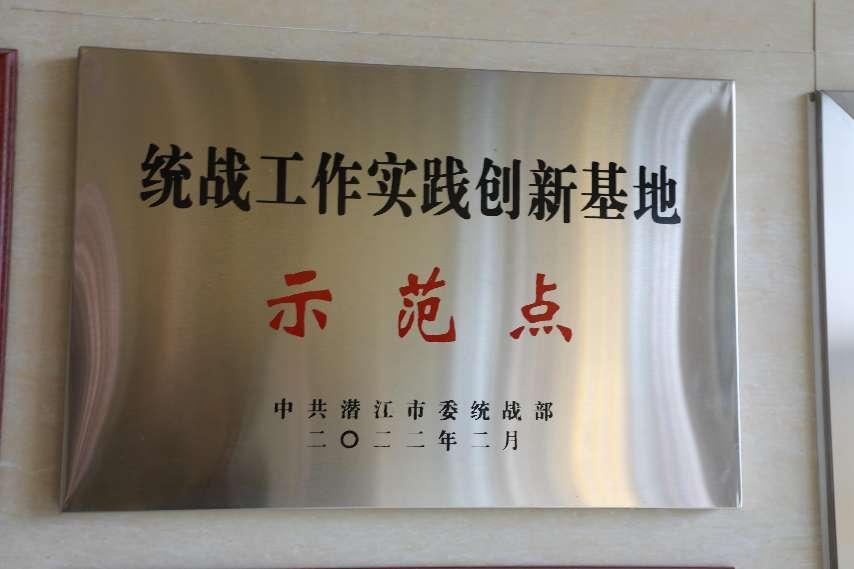 统战工作实践创新基地
示范点
中共潜江市委统战部
二〇二二年二月